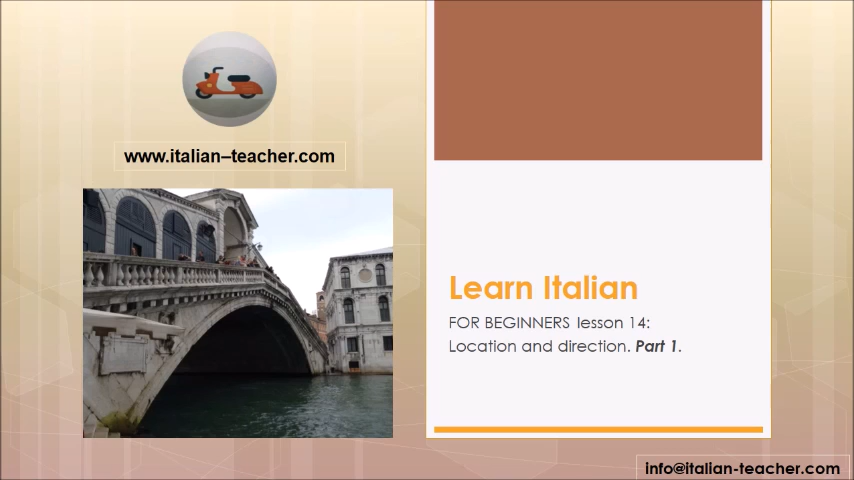 www.italian–teacher.com
Learn Italian
FOR BEGINNERS lesson 14:
Location and direction. Part 1.
info@italian-teacher.com